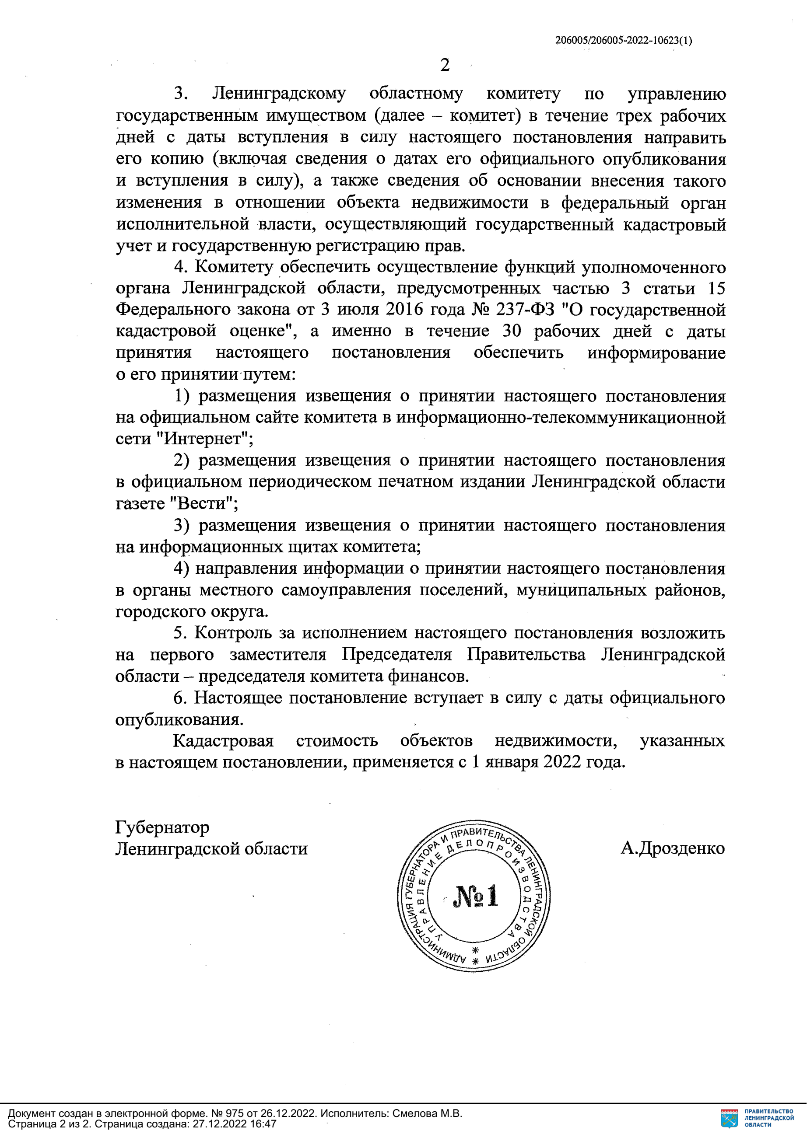 206005/206005-2022-10623(1)
2
3. Ленинградскому областному комитету по управлению
государственным имуществом (далее – комитет) в течение трех рабочих
дней с даты вступления в силу настоящего постановления направить
его копию (включая сведения о датах его официального опубликования
и вступления в силу), а также сведения об основании внесения такого
изменения в отношении объекта недвижимости в федеральный орган
исполнительной власти, осуществляющий государственный кадастровый
учет и государственную регистрацию прав.
4. Комитету обеспечить осуществление функций уполномоченного
органа Ленинградской области, предусмотренных частью 3 статьи 15
Федерального закона от 3 июля 2016 года № 237-ФЗ "О государственной
кадастровой оценке", а именно в течение 30 рабочих дней с даты
принятия настоящего постановления обеспечить информирование
о его принятии путем:
1) размещения извещения о принятии настоящего постановления
на официальном сайте комитета в информационно-телекоммуникационной
сети "Интернет";
2) размещения извещения о принятии настоящего постановления
в официальном периодическом печатном издании Ленинградской области
газете "Вести";
3) размещения извещения о принятии настоящего постановления
на информационных щитах комитета;
4) направления информации о принятии настоящего постановления
в органы местного самоуправления поселений, муниципальных районов,
городского округа.
5. Контроль за исполнением настоящего постановления возложить
на первого заместителя Председателя Правительства Ленинградской
области – председателя комитета финансов.
6. Настоящее постановление вступает в силу с даты официального
опубликования.
Кадастровая стоимость объектов недвижимости, указанных
в настоящем постановлении, применяется с 1 января 2022 года.
Губернатор
Ленинградской области
А.Дрозденко
АДМИНИСТРАЦИЯ ГУБЕРНАТОРА И ПРАВИТЕЛЬСТВА ЛЕНИНГРАДСКОЙ ОБЛАСТИ
УПРАВЛЕНИЕ ДЕЛОПРОИЗВОДСТВА
№1
Документ создан в электронной форме. № 975 от 26.12.2022. Исполнитель: Смелова М.В.
Страница 2 из 2. Страница создана: 27.12.2022 16:47
ПРАВИТЕЛЬСТВО
ЛЕНИНГРАДСКОЙ
ОБЛАСТИ